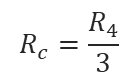 R_c = R_4 / 3